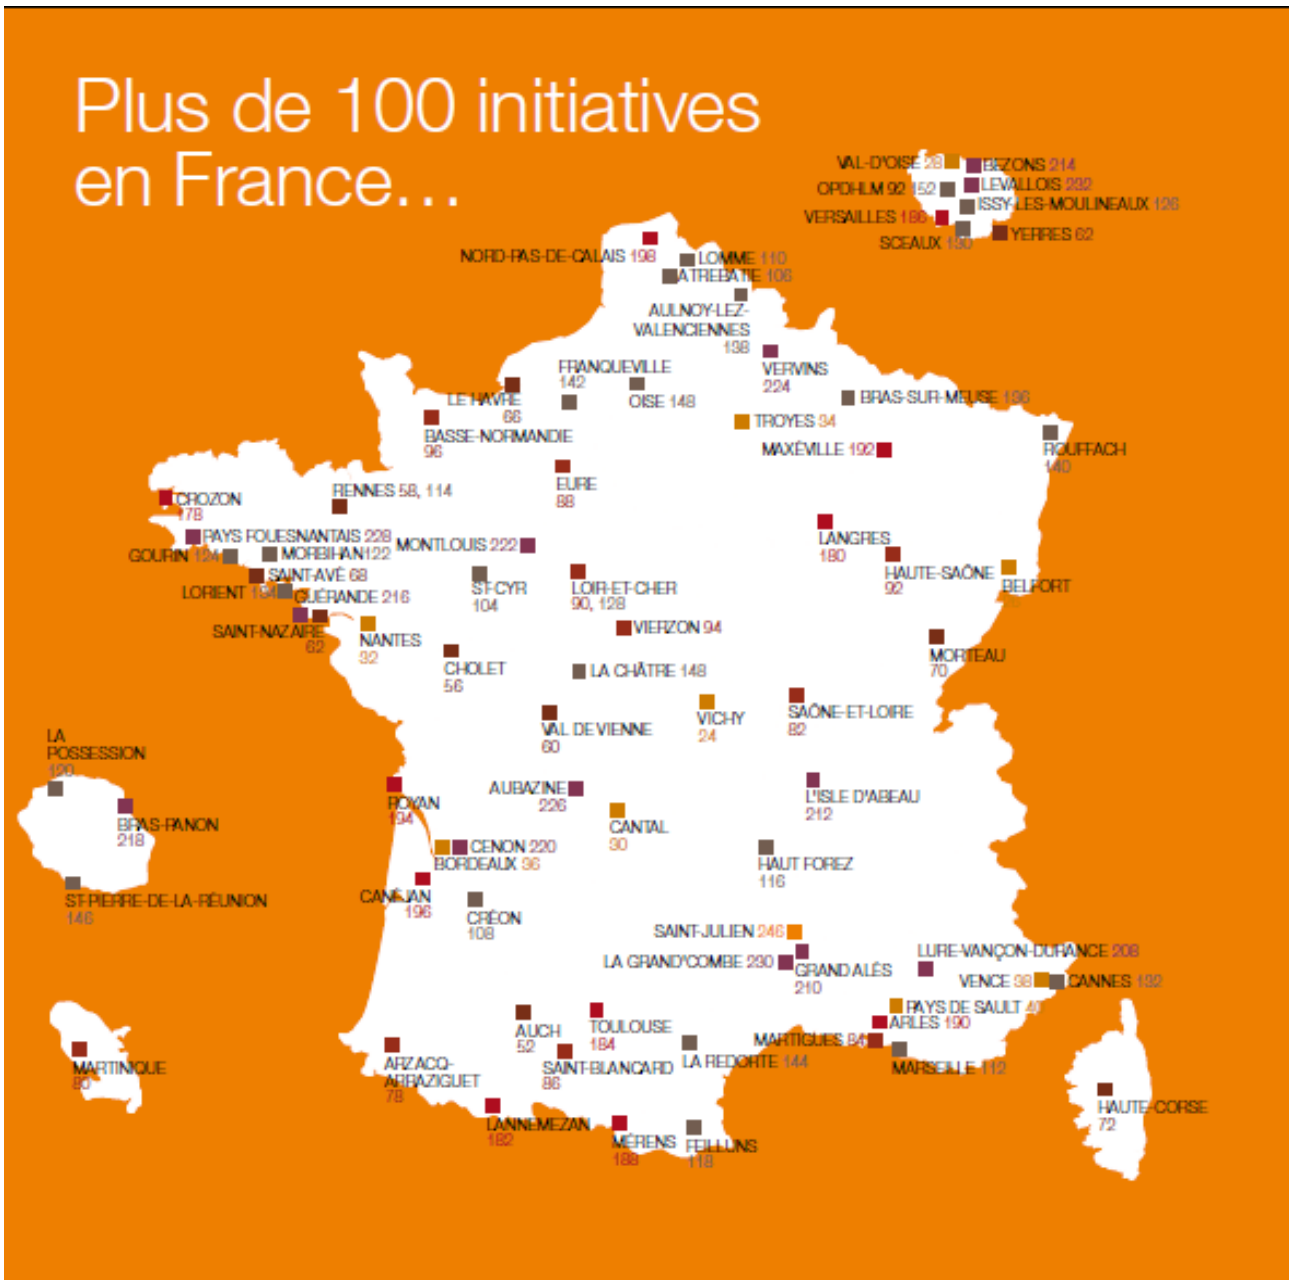 Plus de 100 initiatives
en France…
VAL-D'OISE 28
BEZONS 214
OPDHLM 92 152
LEVALLOIS 232
ISSY-LES-MOULINEAUX 126
VERSAILLES 186
SCEAUX 130
YERRES 62
NORD-PAS-DE-CALAIS 198
LOMME 110
ATREBATIE 106
AULNOY-LEZ-
VALENCIENNES
138
VERVINS
224
FRANQUEVILLE
142
OISE 148
LE HAVRE
66
BRAS-SUR-MEUSE 136
BASSE-NORMANDIE
96
TROYES 34
MAXÉVILLE 192
ROUFFACH
140
EURE
88
RENNES 58, 114
CROZON
178
LANGRES
180
PAYS FOUESNANTAIS 228
MONTLOUIS 222
GOURIN 124
MORBIHAN 122
HAUTE-SAÔNE
92
BELFORT
SAINT-AVÉ 68
ST-CYR
104
LOIR-ET-CHER
90, 128
LORIENT
GUÉRANDE 216
SAINT-NAZAIRE
62
NANTES
32
VIERZON 94
MORTEAU
70
CHOLET
56
LA CHÂTRE 148
VICHY
24
SAÔNE-ET-LOIRE
82
VAL DE VIENNE
60
LA
POSSESSION
120
BRAS-PANON
218
ST-PIERRE-DE-LA-RÉUNION
146
ROYAN
194
AUBAZINE
226
CANTAL
30
L'ISLE D'ABEAU
212
CENON 220
BORDEAUX 36
HAUT FOREZ
116
CANÉJAN
196
CRÉON
108
SAINT-JULIEN 246
LA GRAND'COMBE 230
GRAND ALÈS
210
LURE-VANÇON-DURANCE 208
VENCE 38
CANNES 132
PAYS DE SAULT
ARLES 190
MARTIGUES 84
MARSEILLE 112
AUCH
52
TOULOUSE
184
SAINT-BLANCARD
86
LA REDORTE 144
ARZACQ-
ARRAZIGUET
78
MARTINIQUE
80
LANNEMEZAN
182
MÉRENS
188
FEILLUNS
118
HAUTE-CORSE
72